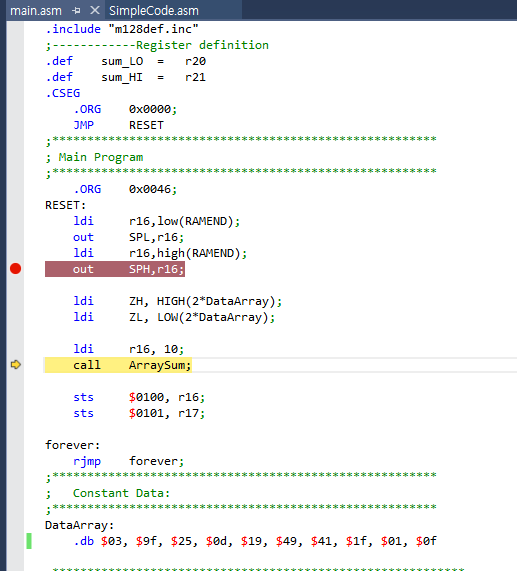 main.asm SimpleCode.asm
.include "m128def.inc"
;------------Register definition
.def sum_LO = r20
.def sum_HI = r21
.CSEG
.ORG 0x0000;
JMP RESET
;******************************************************
; Main Program
;******************************************************
.ORG 0x0046;
RESET:
ldi r16,low(RAMEND);
out SPL,r16;
ldi r16,high(RAMEND);
out SPH,r16;
ldi ZH, HIGH(2*DataArray);
ldi ZL, LOW(2*DataArray);
ldi r16, 10;
call ArraySum;
sts $0100, r16;
sts $0101, r17;
forever:
rjmp forever;
;******************************************************
; Constant Data:
;******************************************************
DataArray:
.db $03, $9f, $25, $0d, $19, $49, $41, $1f, $01, $0f
;**********************************************************